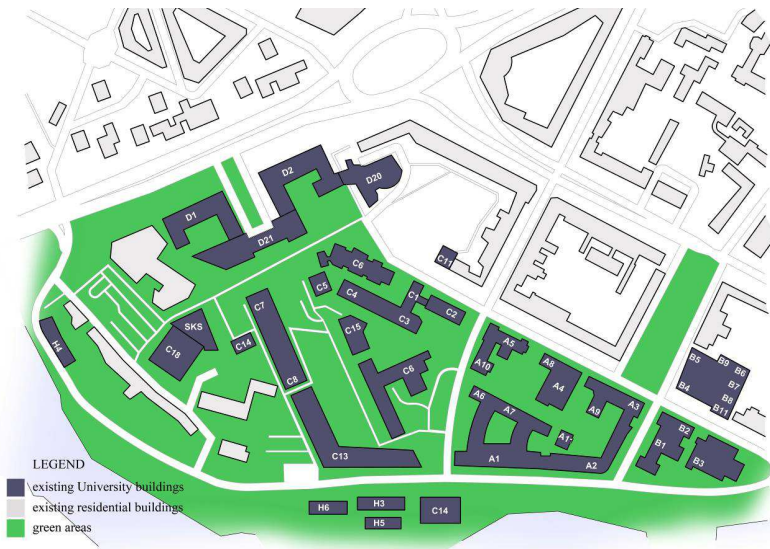 D2
D20
D1
D21
C6
C11
C5
C4
C1
C2
C3
C7
SKS
C14
C15
H4
C18
C8
C6
A5
A10
A8
A4
A6
A7
A9
A3
A1-
A1
A2
B5
B9
B6
B7
B4
B8
B11
B2
B1
B3
C13
LEGEND
existing University buildings
existing residential buildings
green areas
H6
H3
H5
C14